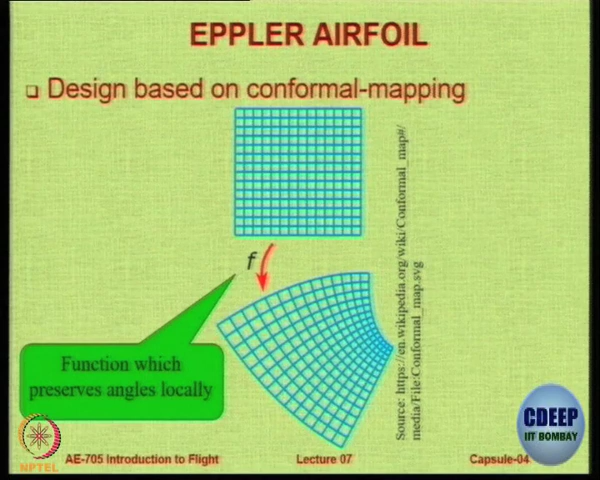 EPPLER AIRFOIL
❑ Design based on conformal-mapping
f
Function which
preserves angles locally
Source: https://en.wikipedia.org/wiki/Conformal_map#/
media/File:Conformal_map.svg
CDEEP
IIT BOMBAY
NPTEL
AE-705 Introduction to Flight
Lecture 07
Capsule-04